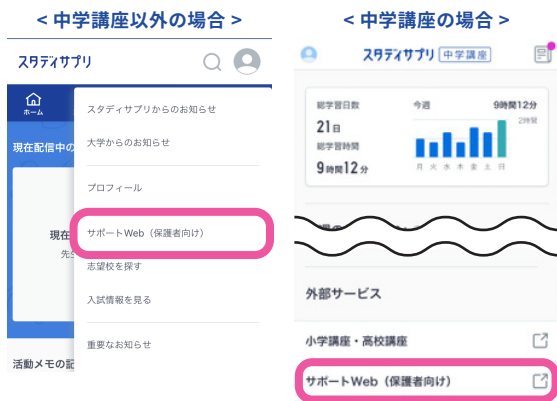 < 中学講座以外の場合 >
スタディサプリ
ホーム
現在配信中の
現在
先生
活動メモの記
スタディサプリからのお知らせ
大学からのお知らせ
プロフィール
サポートWeb（保護者向け）
志望校を探す
入試情報を見る
重要なお知らせ
< 中学講座の場合 >
スタディサプリ 中学講座
総学習日数
21日
総学習時間
9時間12分
今週 9時間12分
2時間
月 火 水 木 金 土 日
外部サービス
小学講座・高校講座
サポートWeb（保護者向け）